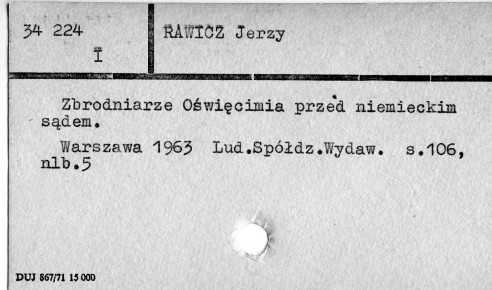 34 224
I
RAWICZ Jerzy
Zbrodniarze Oświęcimia przed niemieckim
sądem.
Warszawa 1963 Lud.Spółdz.Wydaw. s.106,
nlb.5
DUJ 867/71 15 000